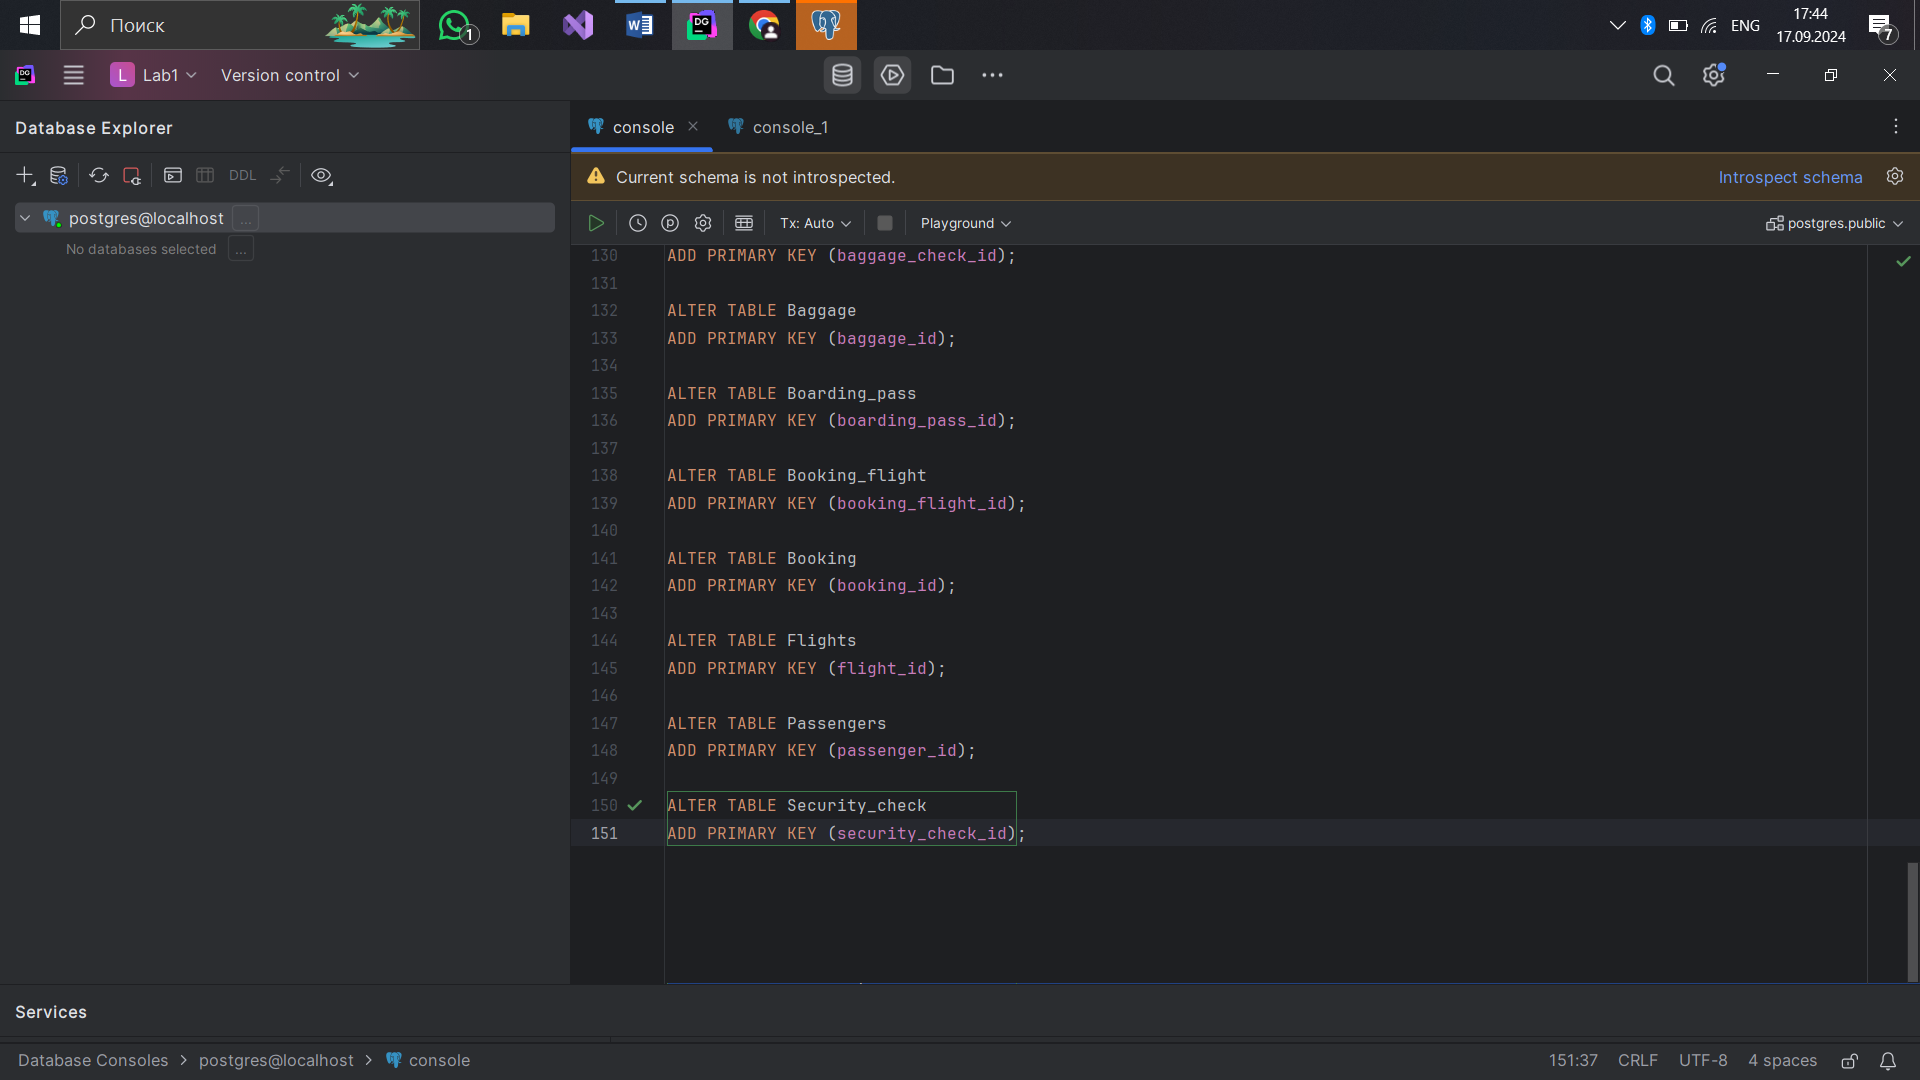 Поиск
1
ENG
17:44
17.09.2024
7
L Lab1
Version control
Database Explorer
console
console_1
DDL
Current schema is not introspected.
Introspect schema
postgres@localhost ...
No databases selected ...
Tx: Auto
Playground
postgres.public
130 ADD PRIMARY KEY (baggage_check_id);
131
132 ALTER TABLE Baggage
133 ADD PRIMARY KEY (baggage_id);
134
135 ALTER TABLE Boarding_pass
136 ADD PRIMARY KEY (boarding_pass_id);
137
138 ALTER TABLE Booking_flight
139 ADD PRIMARY KEY (booking_flight_id);
140
141 ALTER TABLE Booking
142 ADD PRIMARY KEY (booking_id);
143
144 ALTER TABLE Flights
145 ADD PRIMARY KEY (flight_id);
146
147 ALTER TABLE Passengers
148 ADD PRIMARY KEY (passenger_id);
149
150 ALTER TABLE Security_check
151 ADD PRIMARY KEY (security_check_id);
Services
Database Consoles > postgres@localhost > console
151:37 CRLF UTF-8 4 spaces